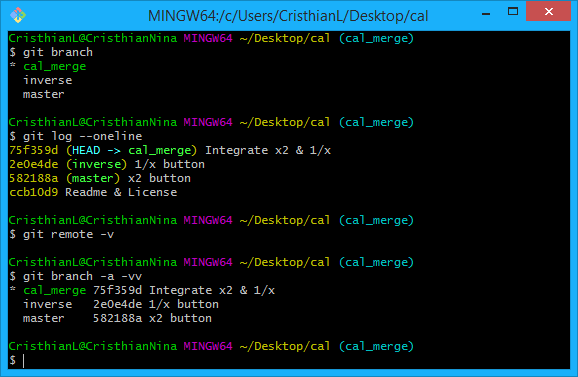 MINGW64:/c/Users/CristhianL/Desktop/cal
CristhianL@CristhianNina MINGW64 ~/Desktop/cal (cal_merge)
$ git branch
* cal_merge
  inverse
  master

CristhianL@CristhianNina MINGW64 ~/Desktop/cal (cal_merge)
$ git log --oneline
75f359d (HEAD -> cal_merge) Integrate x2 & 1/x
2e0e4de (inverse) 1/x button
582188a (master) x2 button
ccb10d9 Readme & License

CristhianL@CristhianNina MINGW64 ~/Desktop/cal (cal_merge)
$ git remote -v

CristhianL@CristhianNina MINGW64 ~/Desktop/cal (cal_merge)
$ git branch -a -vv
* cal_merge 75f359d Integrate x2 & 1/x
  inverse   2e0e4de 1/x button
  master    582188a x2 button

CristhianL@CristhianNina MINGW64 ~/Desktop/cal (cal_merge)
$